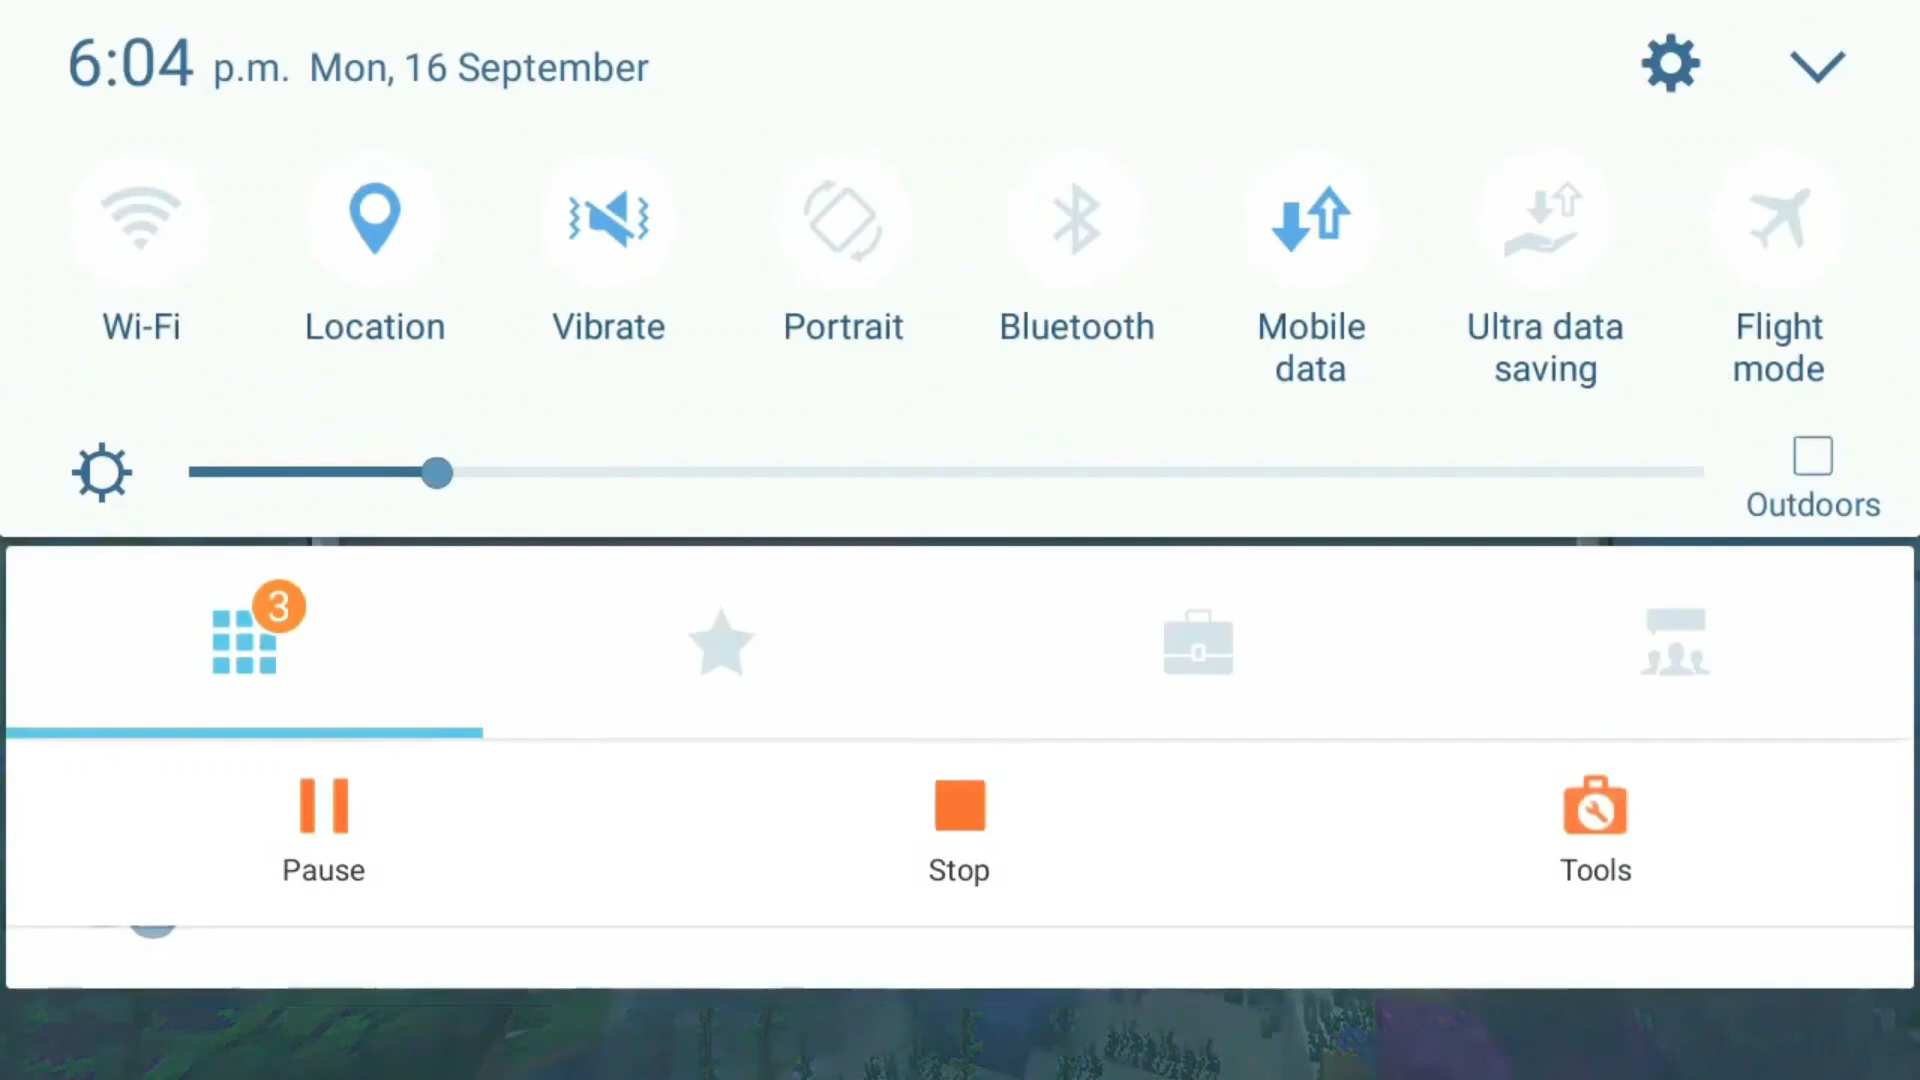 6:04 p.m. Mon, 16 September
Wi-Fi Location Vibrate Portrait Bluetooth Mobile data Ultra data saving Flight mode
Outdoors
3
Pause Stop Tools